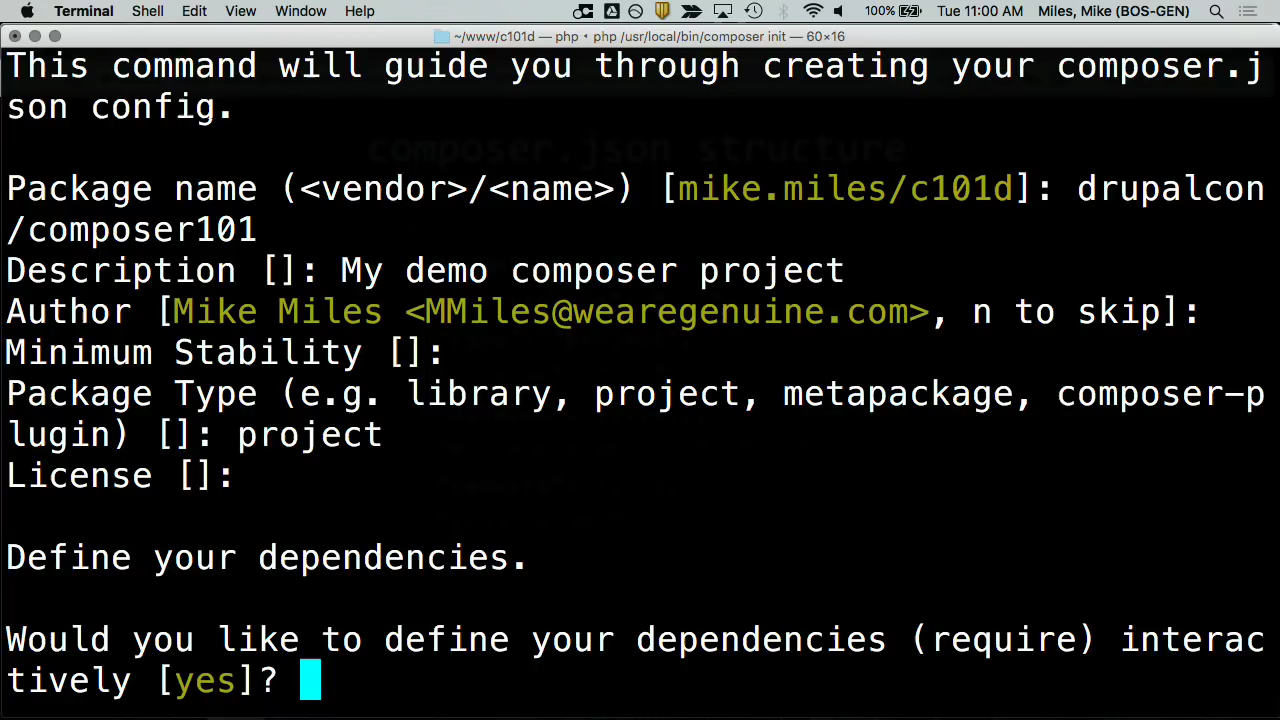 Terminal Shell Edit View Window Help 100% Tue 11:00 AM Miles, Mike (BOS-GEN)
~/www/c101d — php • php /usr/local/bin/composer init — 60×16
This command will guide you through creating your composer.j
son config.
composer.json structure
Package name (<vendor>/<name>) [mike.miles/c101d]: drupalcon
/composer101
Description []: My demo composer project
Author [Mike Miles <MMiles@wearegenuine.com>, n to skip]:
Minimum Stability []:
Package Type (e.g. library, project, metapackage, composer-p
lugin) []: project
License []:
Define your dependencies.
Would you like to define your dependencies (require) interac
tively [yes]?